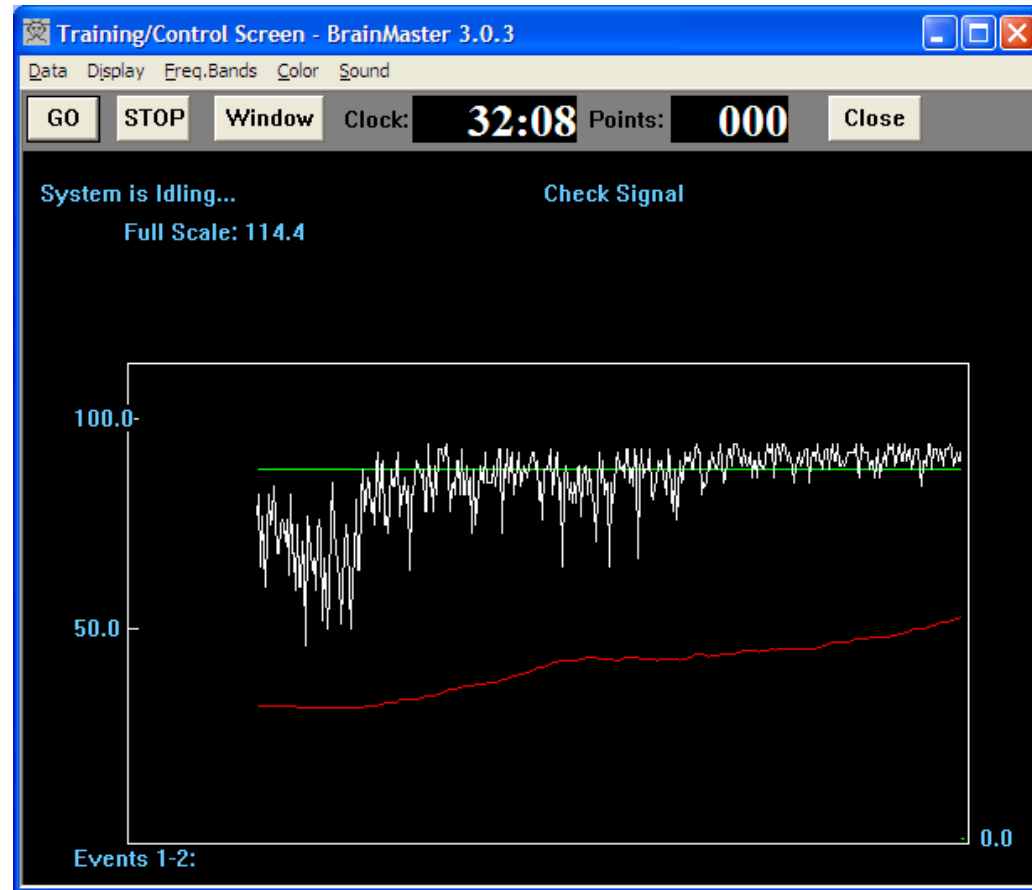 Training/Control Screen - BrainMaster 3.0.3
Data Display Freq.Bands Color Sound
GO STOP Window Clock: 32:08 Points: 000 Close
System is Idling... Check Signal
Full Scale: 114.4
100.0-
50.0
0.0
Events 1-2: